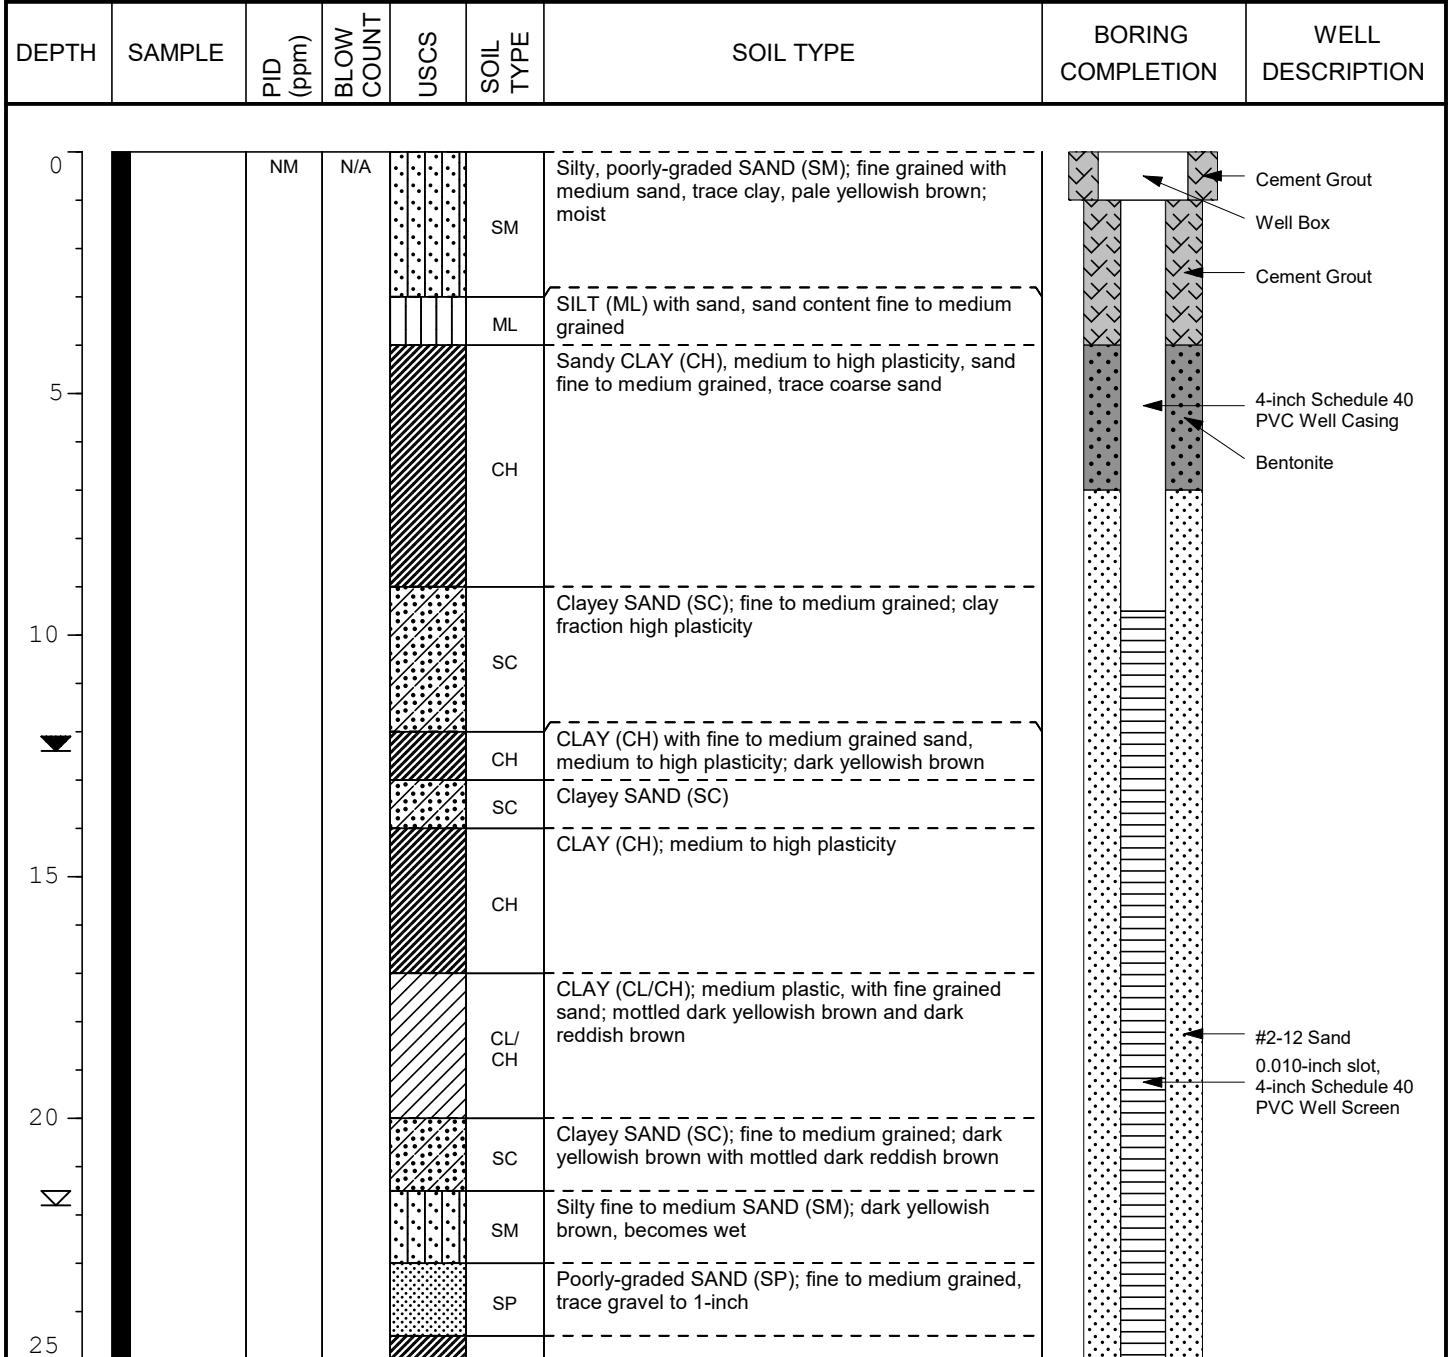 DEPTH
SAMPLE
PID
(ppm)
BLOW
COUNT
USCS
SOIL
TYPE
SOIL TYPE
BORING
COMPLETION
WELL
DESCRIPTION
0
NM
N/A
SM
Silty, poorly-graded SAND (SM); fine grained with
medium sand, trace clay, pale yellowish brown;
moist
Cement Grout
Well Box
Cement Grout
ML
SILT (ML) with sand, sand content fine to medium
grained
5
CH
Sandy CLAY (CH), medium to high plasticity, sand
fine to medium grained, trace coarse sand
4-inch Schedule 40
PVC Well Casing
Bentonite
10
SC
Clayey SAND (SC); fine to medium grained; clay
fraction high plasticity
CH
CLAY (CH) with fine to medium grained sand,
medium to high plasticity; dark yellowish brown
SC
Clayey SAND (SC)
15
CH
CLAY (CH); medium to high plasticity
CL/
CH
CLAY (CL/CH); medium plastic, with fine grained
sand; mottled dark yellowish brown and dark
reddish brown
#2-12 Sand
0.010-inch slot,
4-inch Schedule 40
PVC Well Screen
20
SC
Clayey SAND (SC); fine to medium grained; dark
yellowish brown with mottled dark reddish brown
SM
Silty fine to medium SAND (SM); dark yellowish
brown, becomes wet
SP
Poorly-graded SAND (SP); fine to medium grained,
trace gravel to 1-inch
25